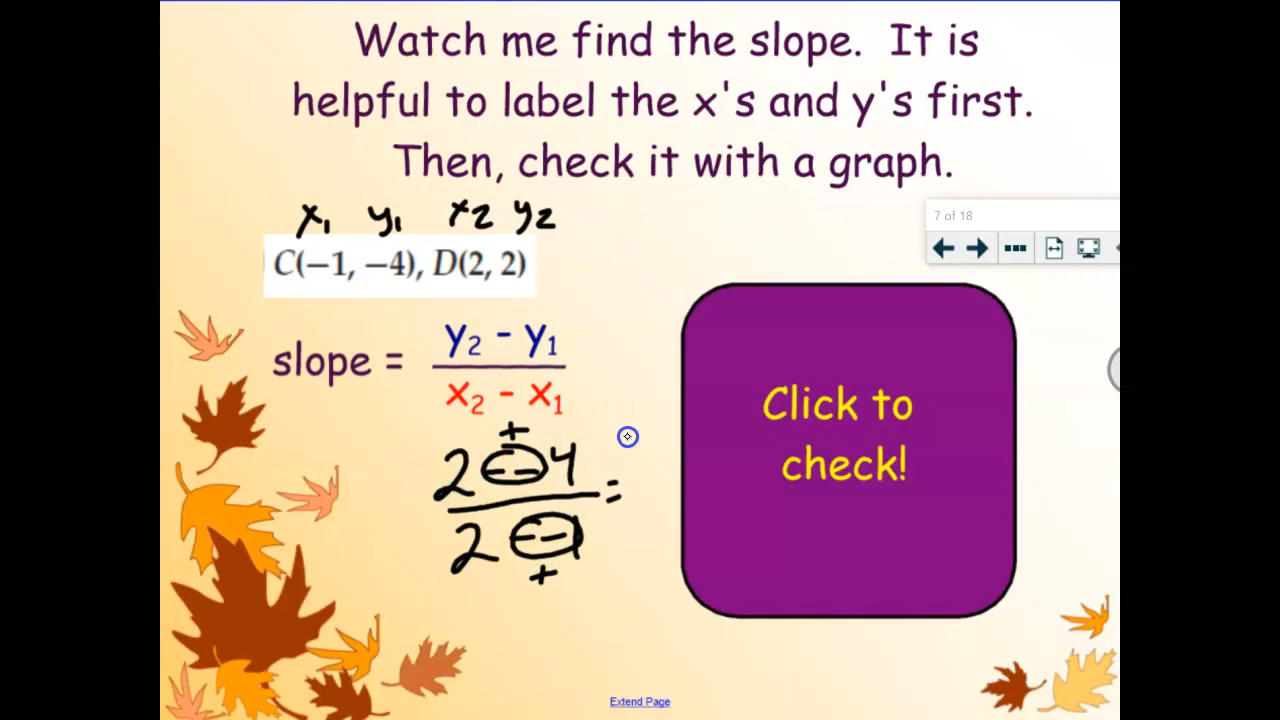 Watch me find the slope. It is
helpful to label the x's and y's first.
Then, check it with a graph.
x1 y1 x2 y2
7 of 18
C(−1, −4), D(2, 2)
slope = y2 - y1
x2 - x1
Click to
check!
+
2 - - 4 =
2 - - 1
+
Extend Page